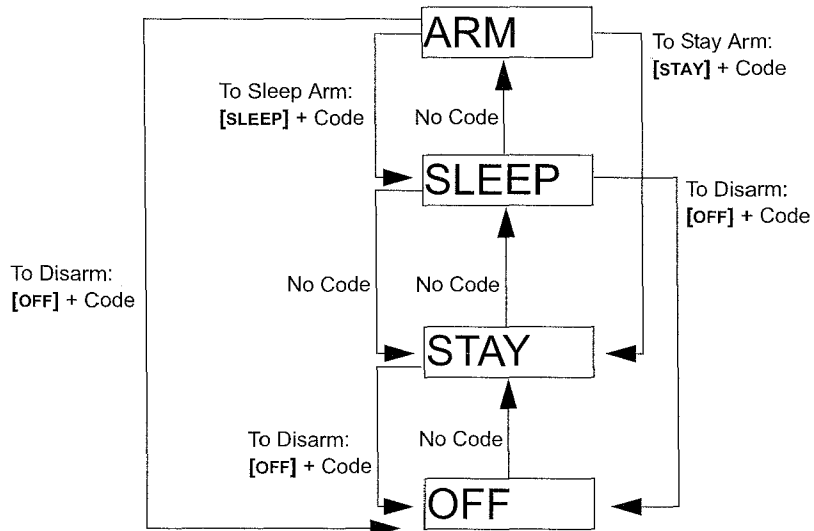 ARM
To Stay Arm:
[STAY] + Code
To Sleep Arm:
[SLEEP] + Code
No Code
SLEEP
To Disarm:
[OFF] + Code
To Disarm:
[OFF] + Code
No Code
No Code
STAY
To Disarm:
[OFF] + Code
No Code
OFF